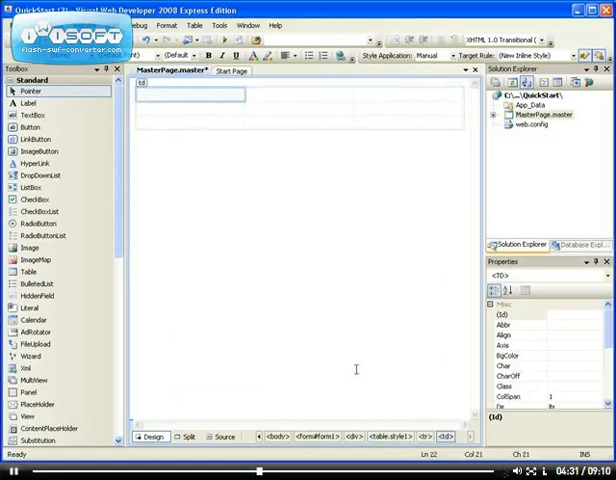 QuickStart (3) - Visual Web Developer 2008 Express Edition
iWiSOFT
flash-swf-converter.com
Debug Format Table Tools Window Help
(Default) B I U Style Application: Manual Target Rule: (New Inline Style)
XHTML 1.0 Transitional (
Toolbox
Standard
Pointer
Label
TextBox
Button
LinkButton
ImageButton
HyperLink
DropDownList
ListBox
CheckBox
CheckBoxList
RadioButton
RadioButtonList
Image
ImageMap
Table
BulletedList
HiddenField
Literal
Calendar
AdRotator
FileUpload
Wizard
Xml
MultiView
Panel
PlaceHolder
View
ContentPlaceHolder
Substitution
MasterPage.master* Start Page
td
Design Split Source <body> <form#form1> <div> <table.style1> <tr> <td>
Solution Explorer
C:\...\QuickStart\
App_Data
MasterPage.master
web.config
Solution Explorer Database Expl...
Properties
<TD>
Misc
(Id)
Abbr
Align
Axis
BgColor
Char
CharOff
Class
ColSpan 1
Dir ltr
(Id)
Ready Ln 22 Col 21 Ch 21 INS
04:31 / 09:10